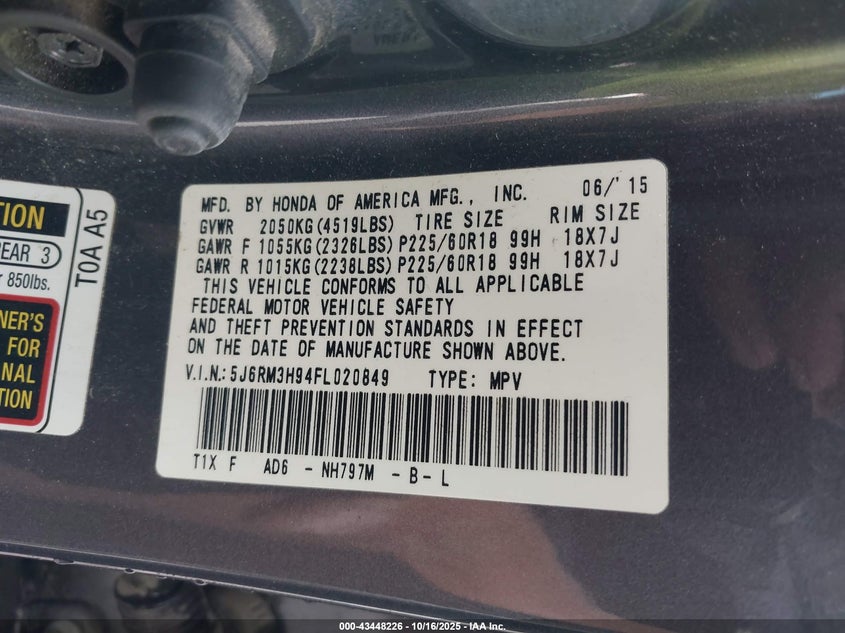 TION
REAR 3
r 850lbs.
NER'S
FOR
NAL
TION
T0A A5
MFD. BY HONDA OF AMERICA MFG., INC. 06/'15
GVWR 2050KG(4519LBS) TIRE SIZE RIM SIZE
GAWR F 1055KG(2326LBS) P225/60R18 99H 18X7J
GAWR R 1015KG(2238LBS) P225/60R18 99H 18X7J
THIS VEHICLE CONFORMS TO ALL APPLICABLE
FEDERAL MOTOR VEHICLE SAFETY
AND THEFT PREVENTION STANDARDS IN EFFECT
ON THE DATE OF MANUFACTURE SHOWN ABOVE.
V.I.N.:5J6RM3H94FL020849 TYPE: MPV
T1X F AD6 - NH797M - B - L
000-43448226 - 10/16/2025 - IAA Inc.